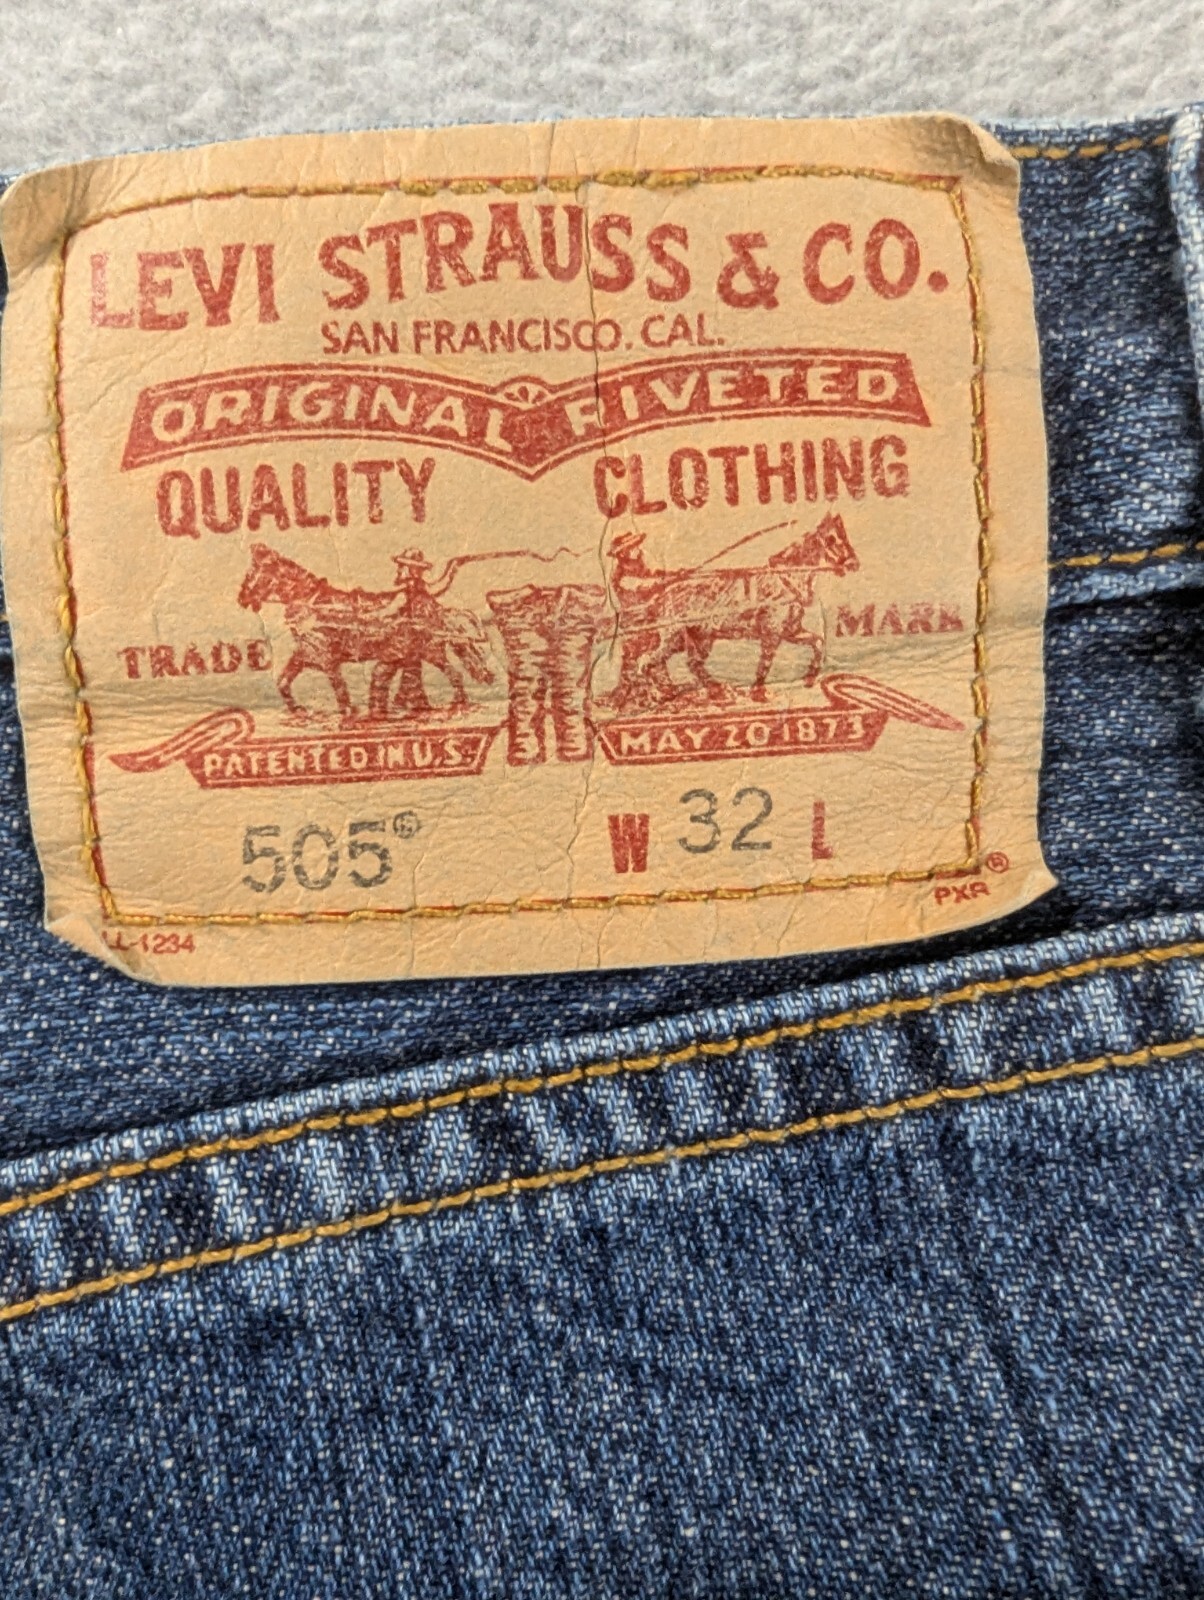 LEVI STRAUSS & CO.
SAN FRANCISCO. CAL.
ORIGINAL RIVETED
QUALITY CLOTHING
TRADE MARK
PATENTED IN U.S. MAY 20 1873
505® W 32 L
PXR®
LL-1234